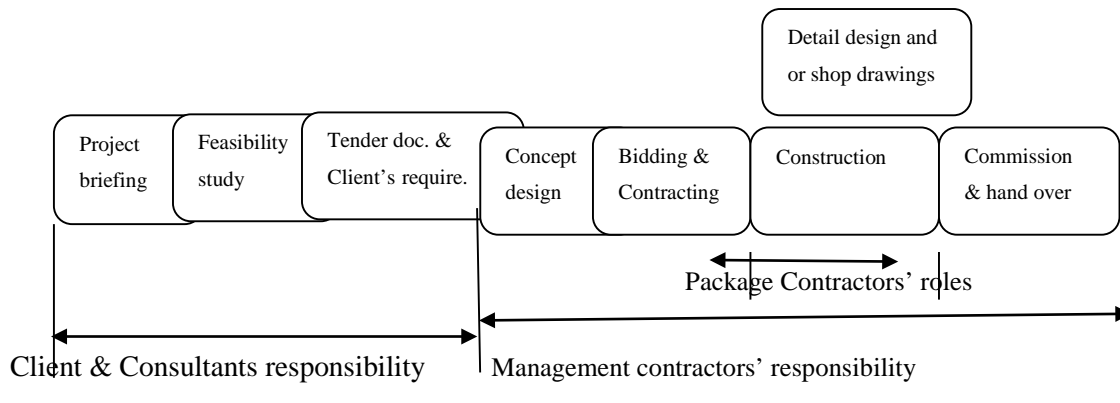 Detail design and
or shop drawings
Project
briefing
Feasibility
study
Tender doc. &
Client’s require.
Concept
design
Bidding &
Contracting
Construction
Commission
& hand over
Package Contractors’ roles
Client & Consultants responsibility
Management contractors’ responsibility